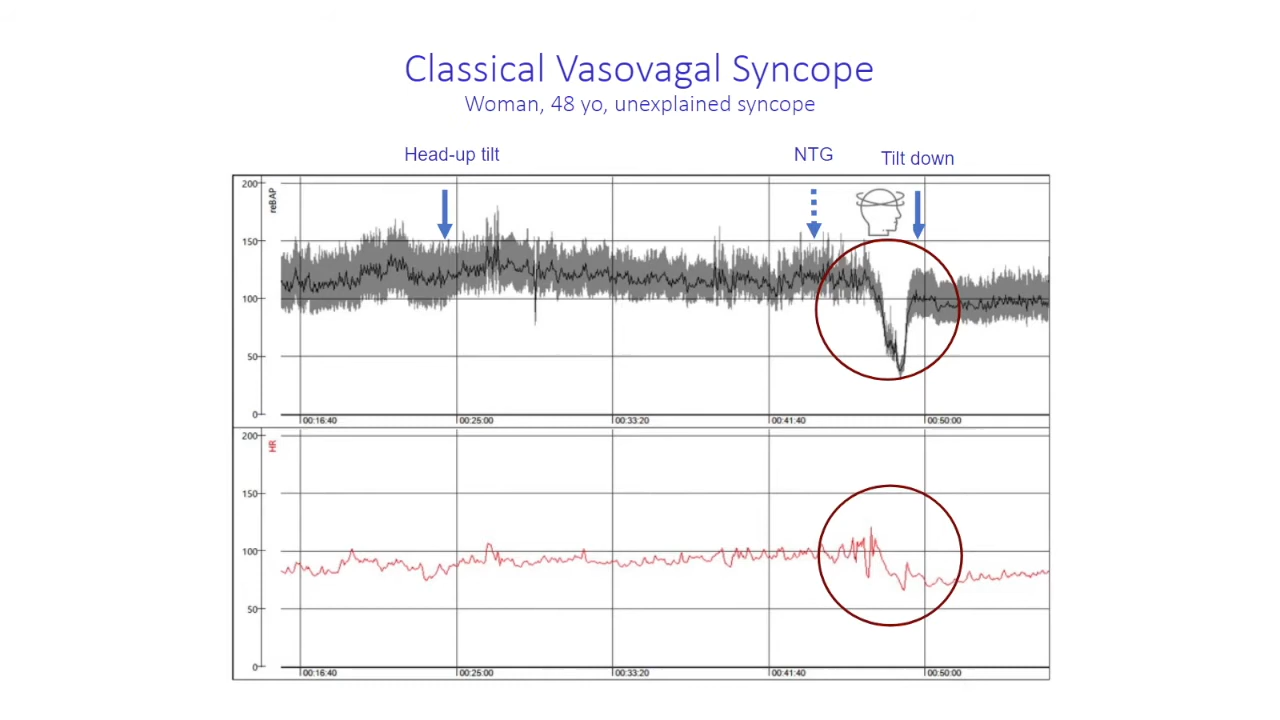 Classical Vasovagal Syncope
Woman, 48 yo, unexplained syncope
Head-up tilt
NTG
Tilt down
200
reBAP
150
100
50
0
00:16:40 00:25:00 00:33:20 00:41:40 00:50:00
200
HR
150
100
50
0
00:16:40 00:25:00 00:33:20 00:41:40 00:50:00